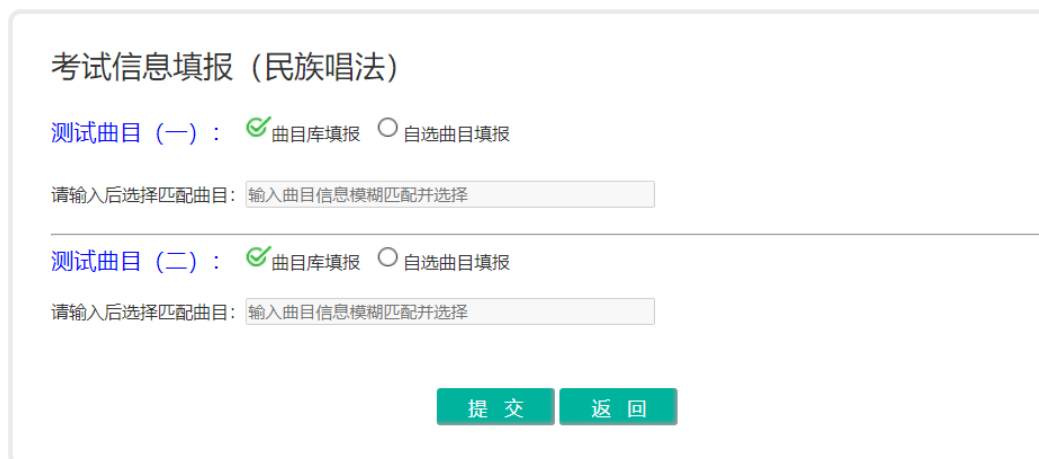 考试信息填报（民族唱法）
测试曲目（一）： 曲目库填报 自选曲目填报
请输入后选择匹配曲目： 输入曲目信息模糊匹配并选择
测试曲目（二）： 曲目库填报 自选曲目填报
请输入后选择匹配曲目： 输入曲目信息模糊匹配并选择
提 交 返 回